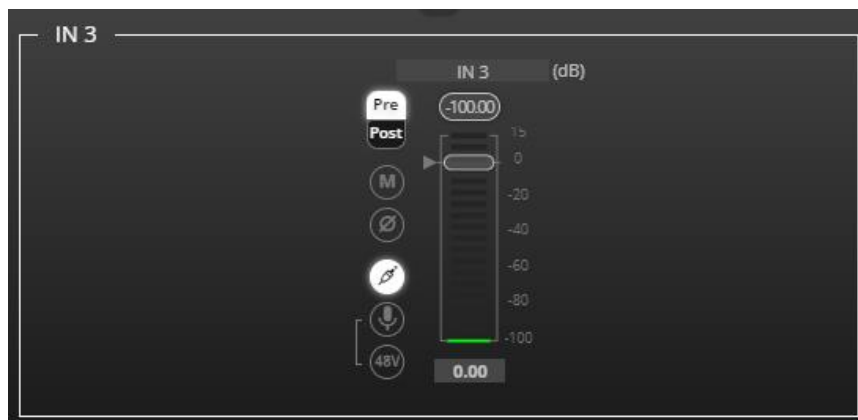 IN 3
IN 3 (dB)
Pre -100.00
Post 15
0
M
-20
Ø
-40
-60
-80
-100
48V
0.00